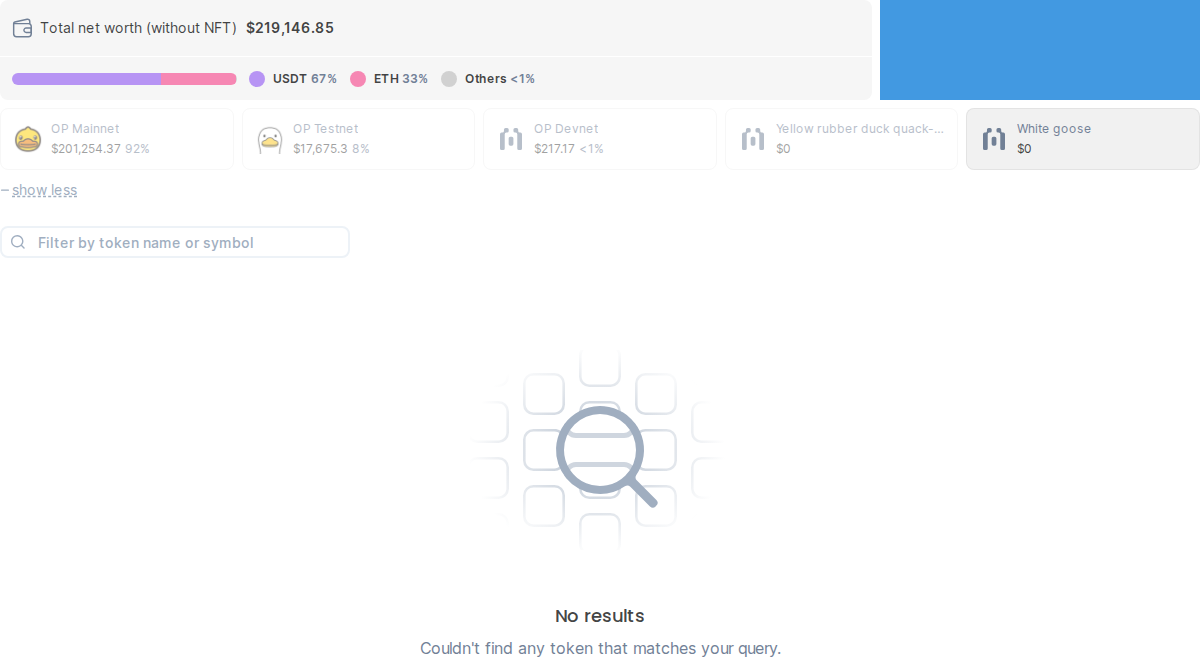 Total net worth (without NFT) $219,146.85
USDT 67% ETH 33% Others <1%
OP Mainnet
$201,254.37 92%
OP Testnet
$17,675.3 8%
OP Devnet
$217.17 <1%
Yellow rubber duck quack-...
$0
White goose
$0
– show less
Filter by token name or symbol
No results
Couldn't find any token that matches your query.